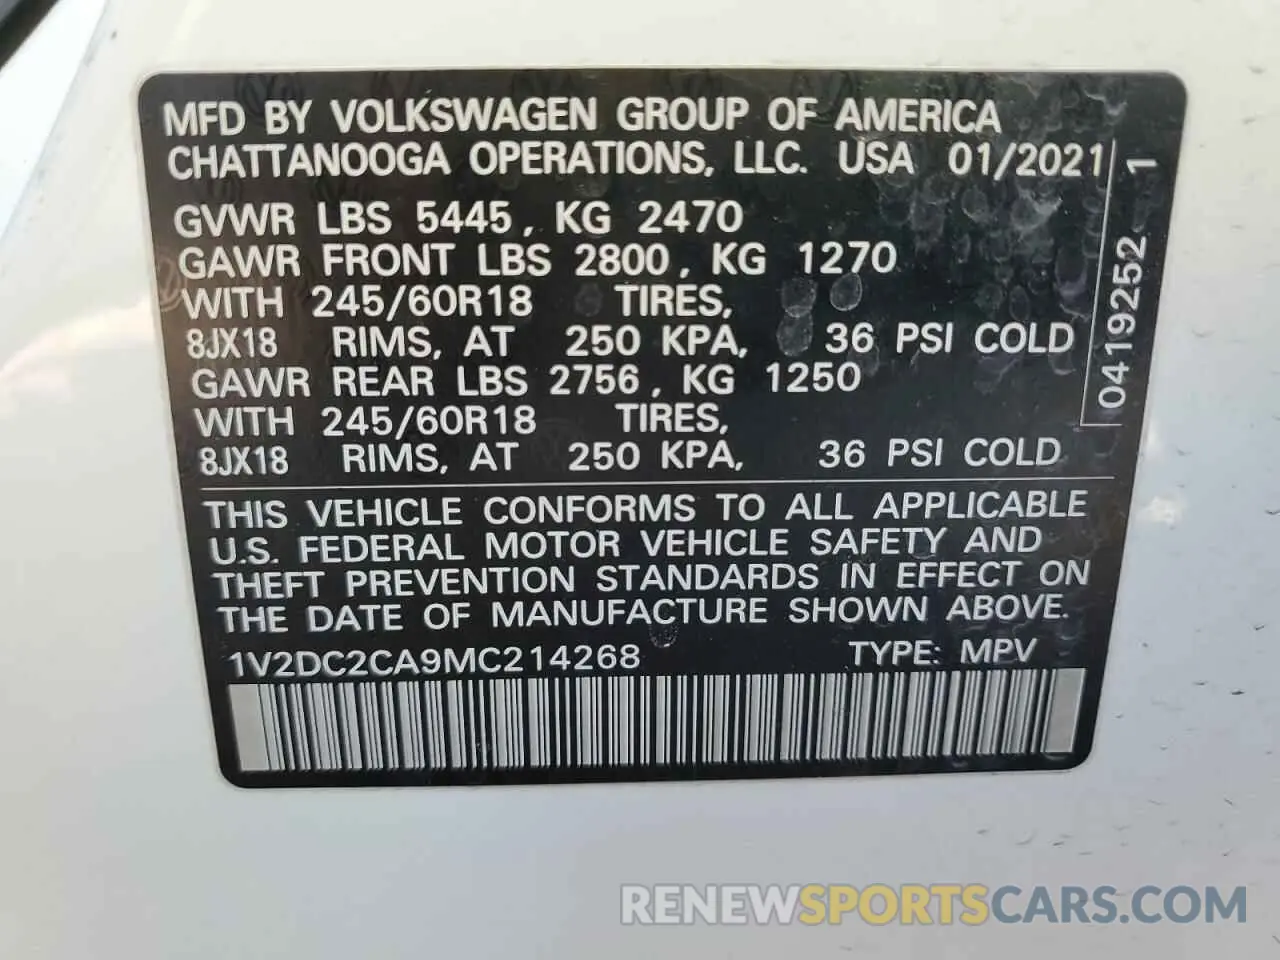 MFD BY VOLKSWAGEN GROUP OF AMERICA
CHATTANOOGA OPERATIONS, LLC. USA 01/2021
GVWR LBS 5445, KG 2470
GAWR FRONT LBS 2800, KG 1270
WITH 245/60R18 TIRES,
8JX18 RIMS, AT 250 KPA, 36 PSI COLD
GAWR REAR LBS 2756, KG 1250
WITH 245/60R18 TIRES,
8JX18 RIMS, AT 250 KPA, 36 PSI COLD
0419252 1
THIS VEHICLE CONFORMS TO ALL APPLICABLE
U.S. FEDERAL MOTOR VEHICLE SAFETY AND
THEFT PREVENTION STANDARDS IN EFFECT ON
THE DATE OF MANUFACTURE SHOWN ABOVE.
1V2DC2CA9MC214268 TYPE: MPV
RENEWSPORTSCARS.COM